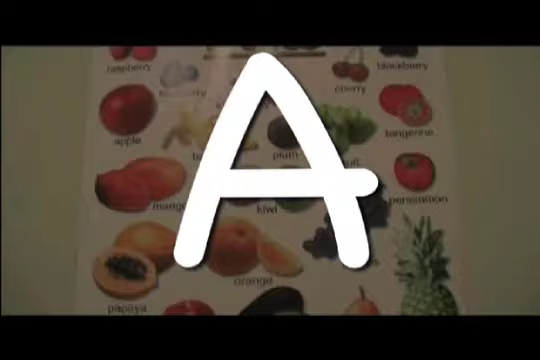 A
raspberry
cherry
blackberry
apple
plum
tangerine
mango
kiwi
persimmon
orange
papaya